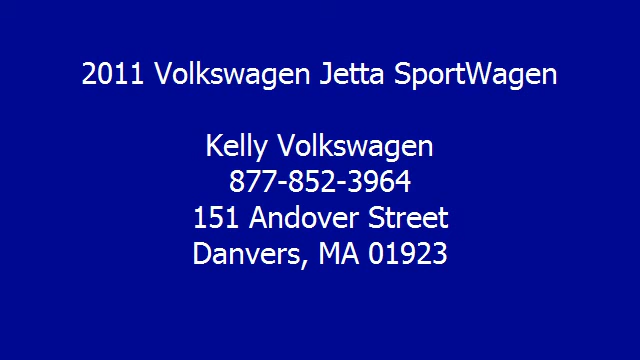 2011 Volkswagen Jetta SportWagen
Kelly Volkswagen
877-852-3964
151 Andover Street
Danvers, MA 01923